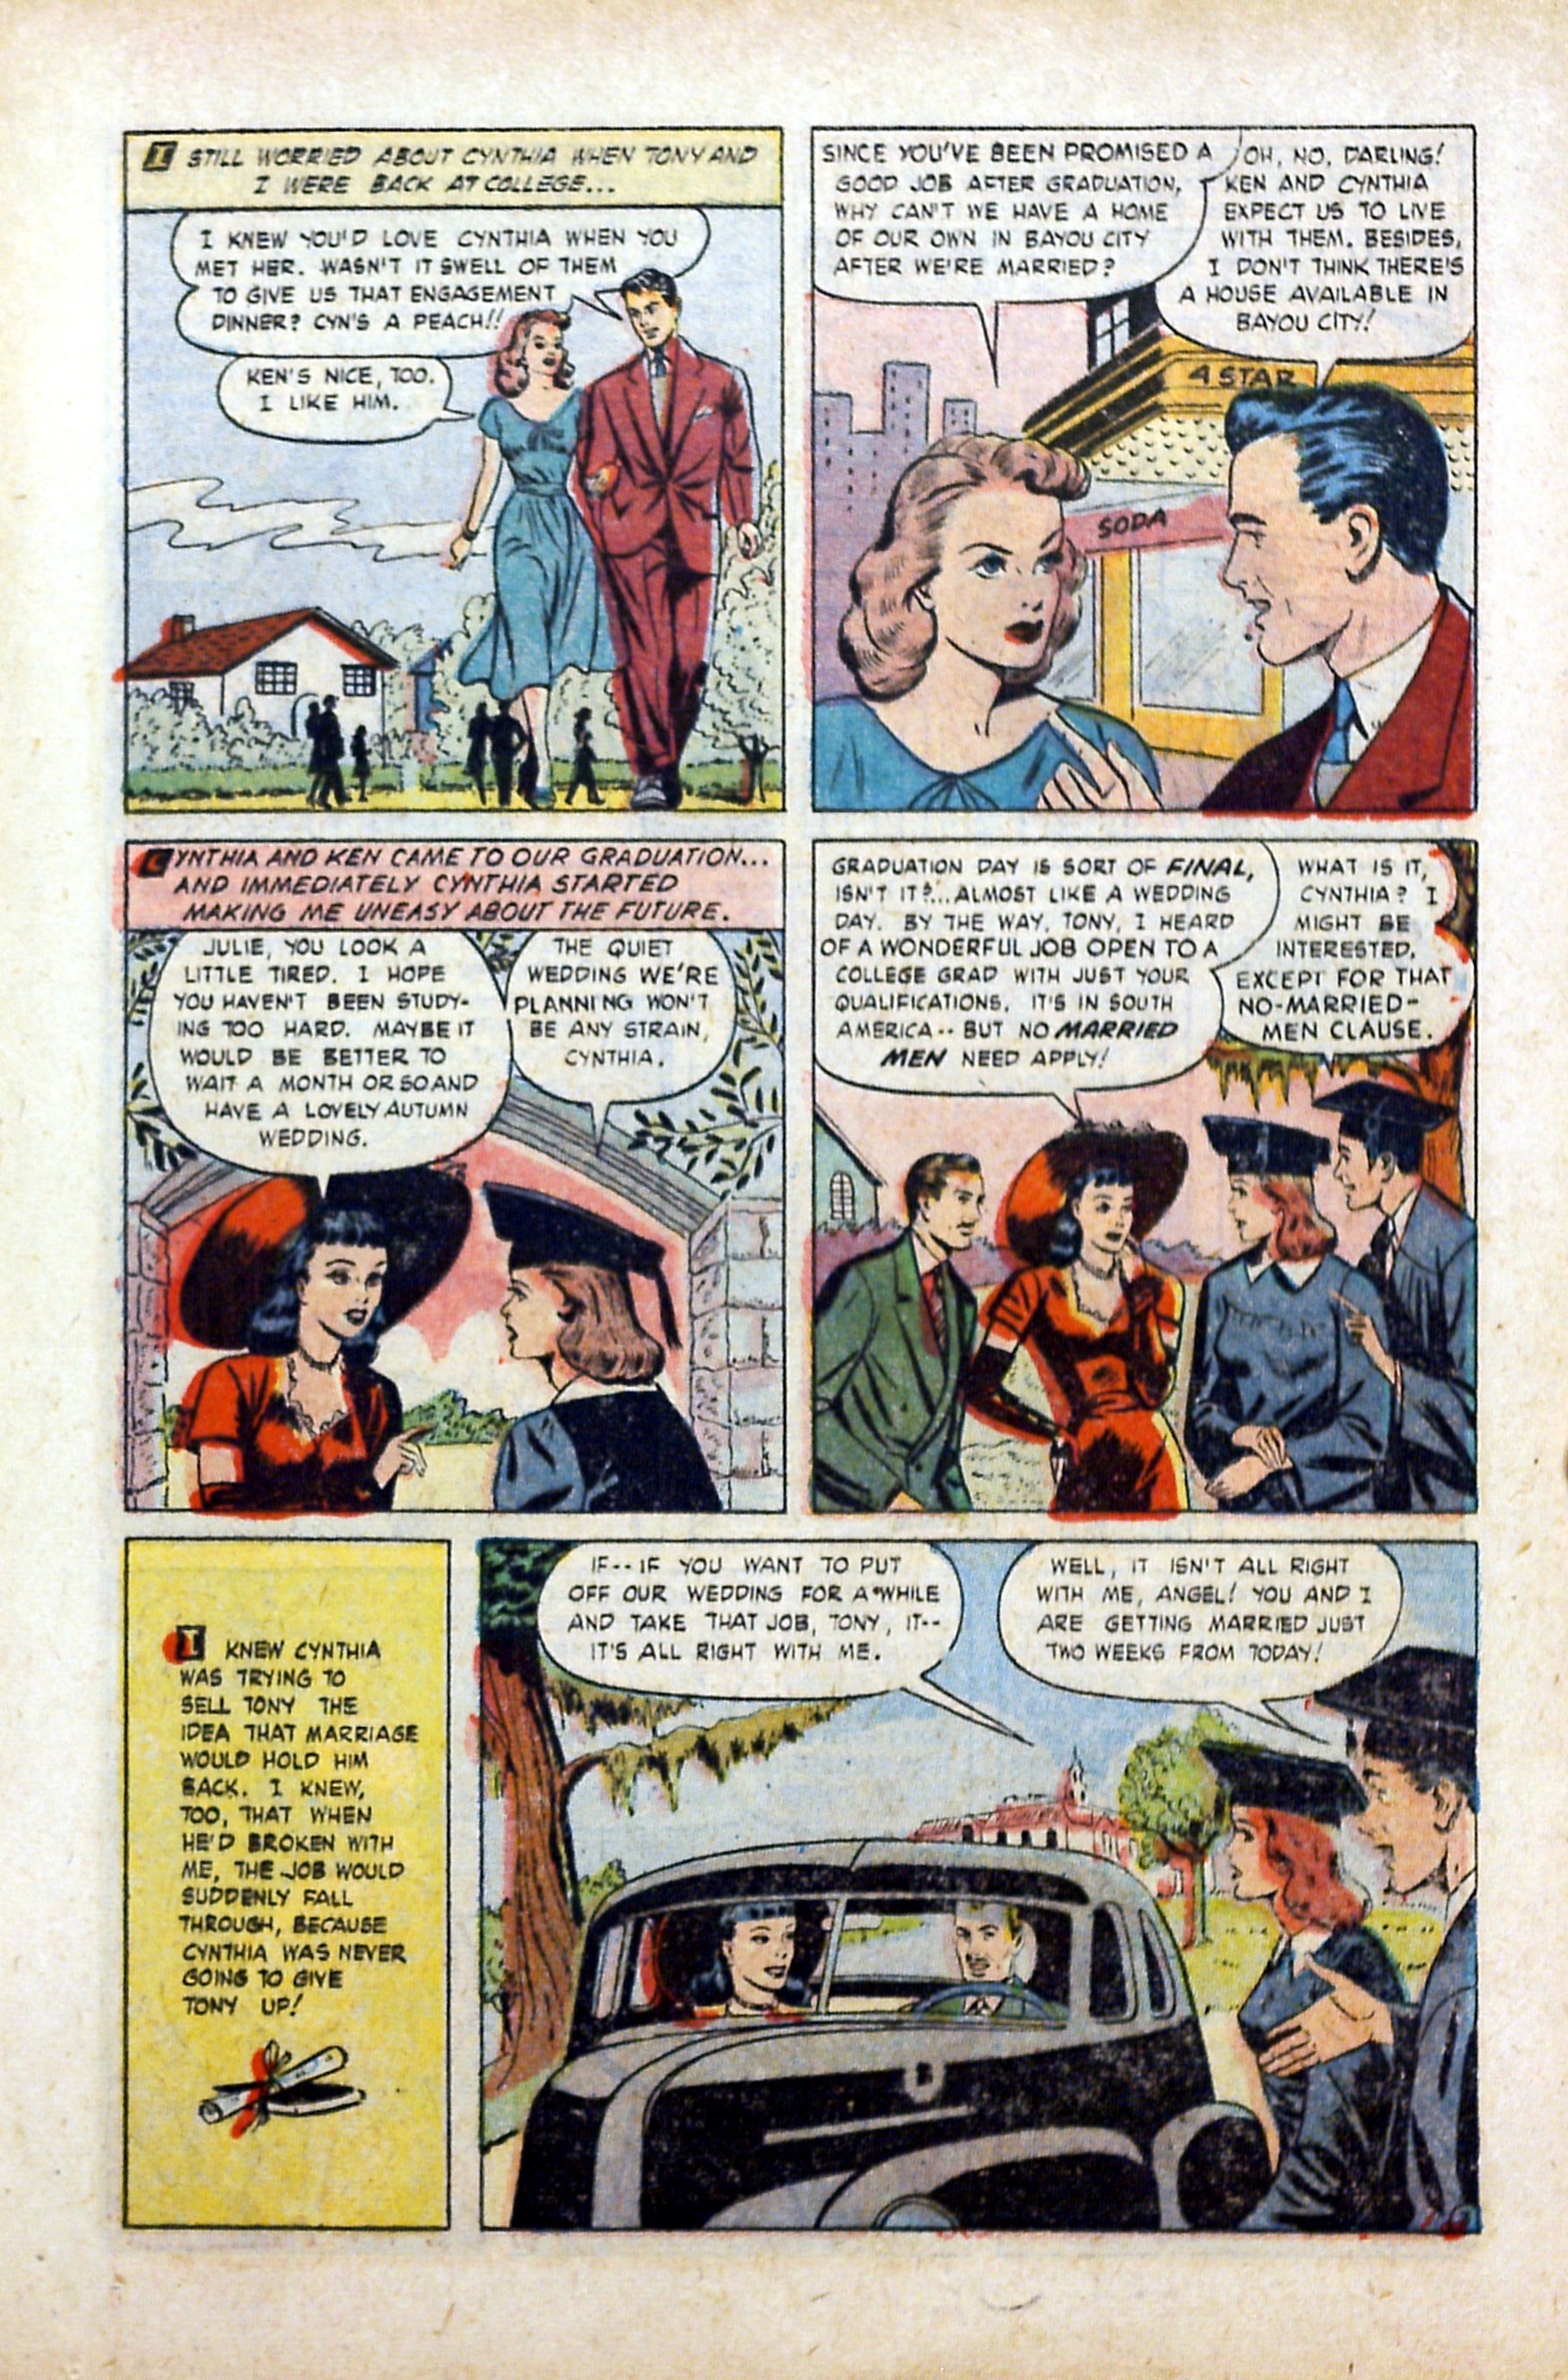 I STILL WORRIED ABOUT CYNTHIA WHEN TONY AND
I WERE BACK AT COLLEGE...
I KNEW YOU'D LOVE CYNTHIA WHEN YOU
MET HER. WASN'T IT SWELL OF THEM
TO GIVE US THAT ENGAGEMENT
DINNER? CYN'S A PEACH!!
KEN'S NICE, TOO.
I LIKE HIM.
SINCE YOU'VE BEEN PROMISED A
GOOD JOB AFTER GRADUATION,
WHY CAN'T WE HAVE A HOME
OF OUR OWN IN BAYOU CITY
AFTER WE'RE MARRIED?
OH, NO, DARLING!
KEN AND CYNTHIA
EXPECT US TO LIVE
WITH THEM. BESIDES,
I DON'T THINK THERE'S
A HOUSE AVAILABLE IN
BAYOU CITY!
4 STAR
SODA
CYNTHIA AND KEN CAME TO OUR GRADUATION...
AND IMMEDIATELY CYNTHIA STARTED
MAKING ME UNEASY ABOUT THE FUTURE.
JULIE, YOU LOOK A
LITTLE TIRED. I HOPE
YOU HAVEN'T BEEN STUDY-
ING TOO HARD. MAYBE IT
WOULD BE BETTER TO
WAIT A MONTH OR SO AND
HAVE A LOVELY AUTUMN
WEDDING.
THE QUIET
WEDDING WE'RE
PLANNING WON'T
BE ANY STRAIN,
CYNTHIA.
GRADUATION DAY IS SORT OF FINAL,
ISN'T IT?...ALMOST LIKE A WEDDING
DAY. BY THE WAY, TONY, I HEARD
OF A WONDERFUL JOB OPEN TO A
COLLEGE GRAD WITH JUST YOUR
QUALIFICATIONS. IT'S IN SOUTH
AMERICA-- BUT NO MARRIED
MEN NEED APPLY!
WHAT IS IT,
CYNTHIA? I
MIGHT BE
INTERESTED,
EXCEPT FOR THAT
NO-MARRIED-
MEN CLAUSE.
I KNEW CYNTHIA
WAS TRYING TO
SELL TONY THE
IDEA THAT MARRIAGE
WOULD HOLD HIM
BACK. I KNEW,
TOO, THAT WHEN
HE'D BROKEN WITH
ME, THE JOB WOULD
SUDDENLY FALL
THROUGH, BECAUSE
CYNTHIA WAS NEVER
GOING TO GIVE
TONY UP!
IF-- IF YOU WANT TO PUT
OFF OUR WEDDING FOR A WHILE
AND TAKE THAT JOB, TONY, IT--
IT'S ALL RIGHT WITH ME.
WELL, IT ISN'T ALL RIGHT
WITH ME, ANGEL! YOU AND I
ARE GETTING MARRIED JUST
TWO WEEKS FROM TODAY!